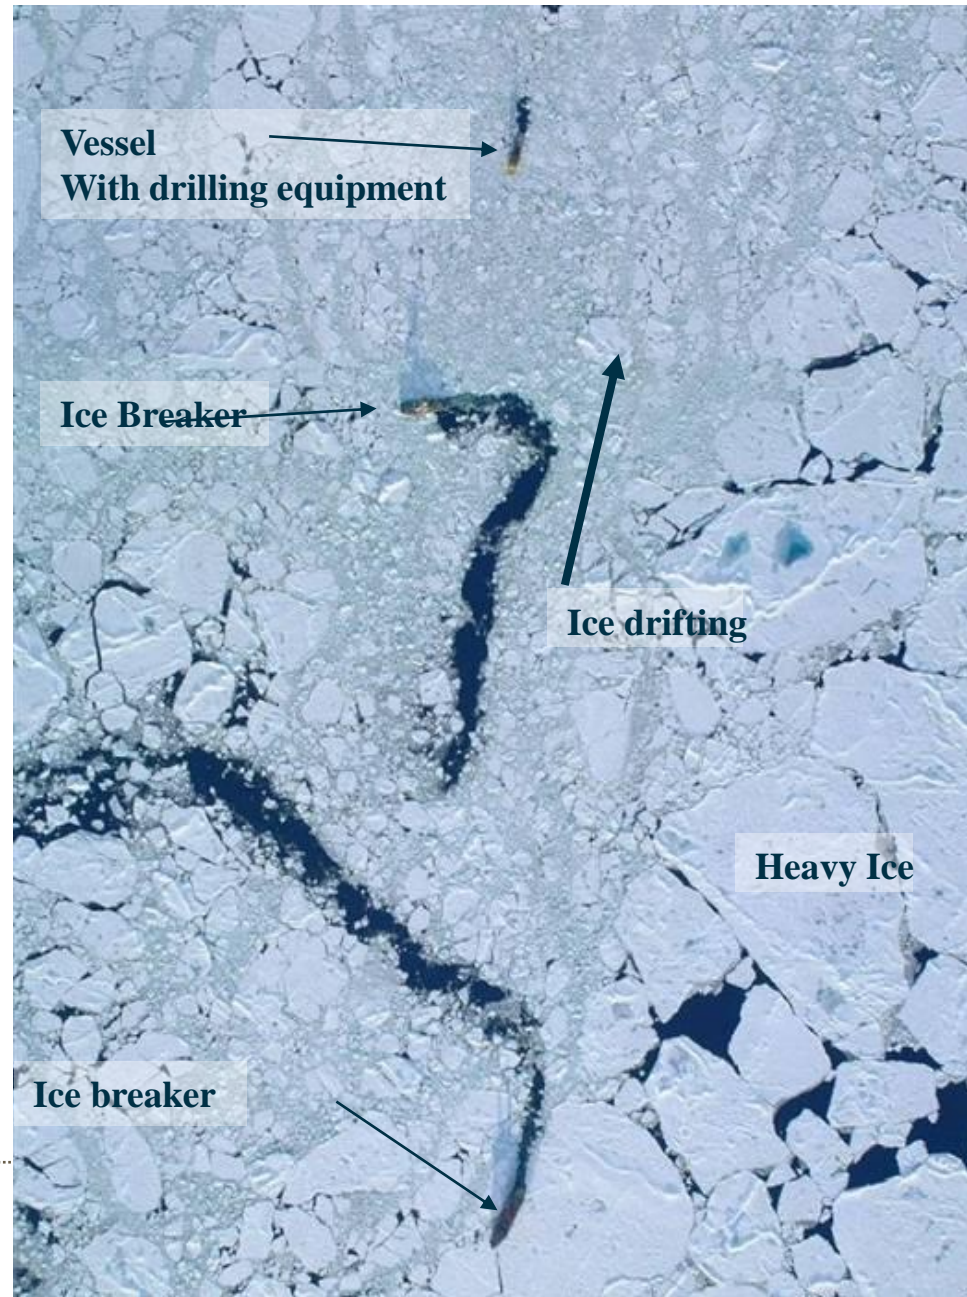 Vessel
With drilling equipment
Ice Breaker
Ice drifting
Heavy Ice
Ice breaker